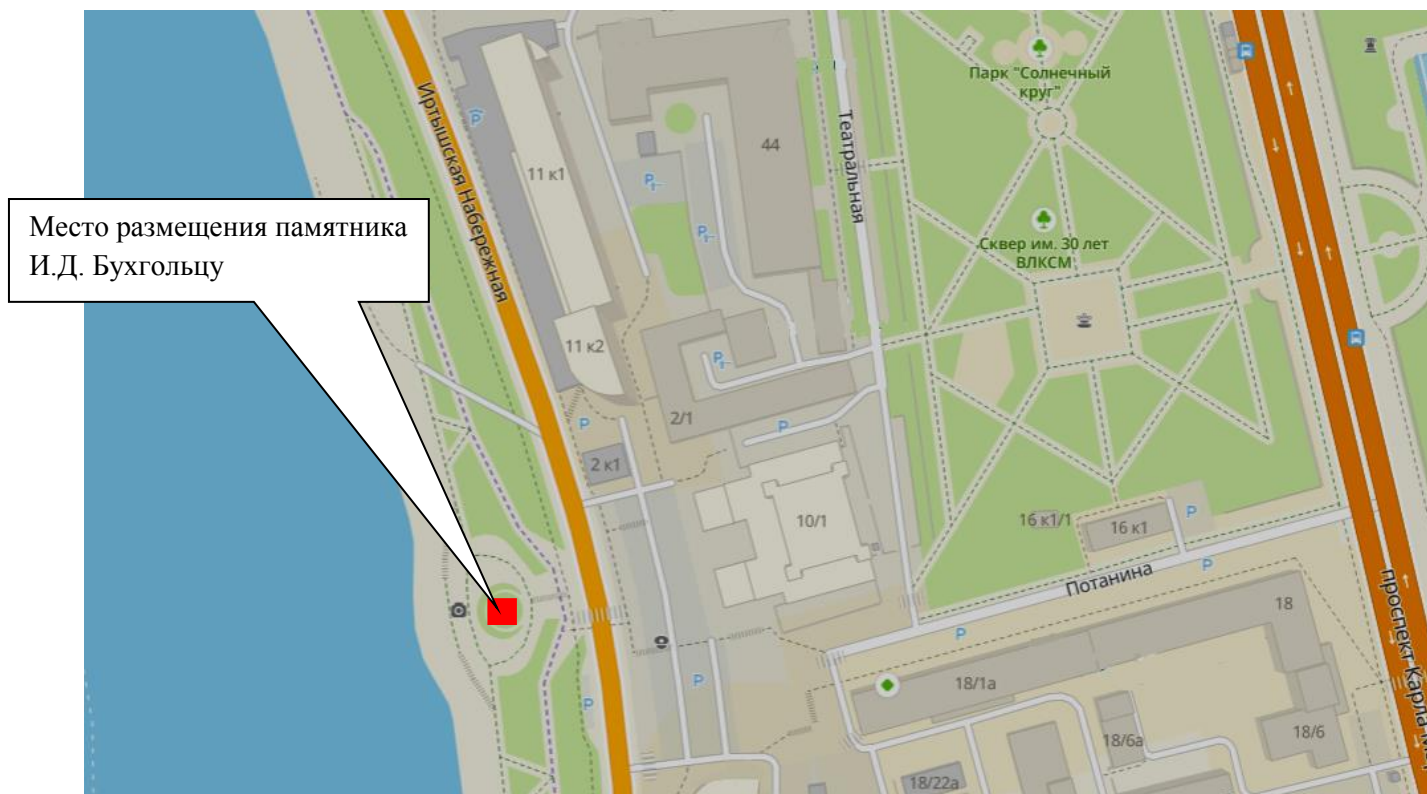 Место размещения памятника
И.Д. Бухгольцу
Иртышская Набережная
11 к1
11 к2
2 к1
2/1
44
Театральная
10/1
Парк "Солнечный
круг"
Сквер им. 30 лет
ВЛКСМ
16 к1/1
16 к1
P
P
P
P
P
P
P
P
P
P
P
P
Потанина
18
18/1а
18/6а
18/6
18/22а
проспект Карла